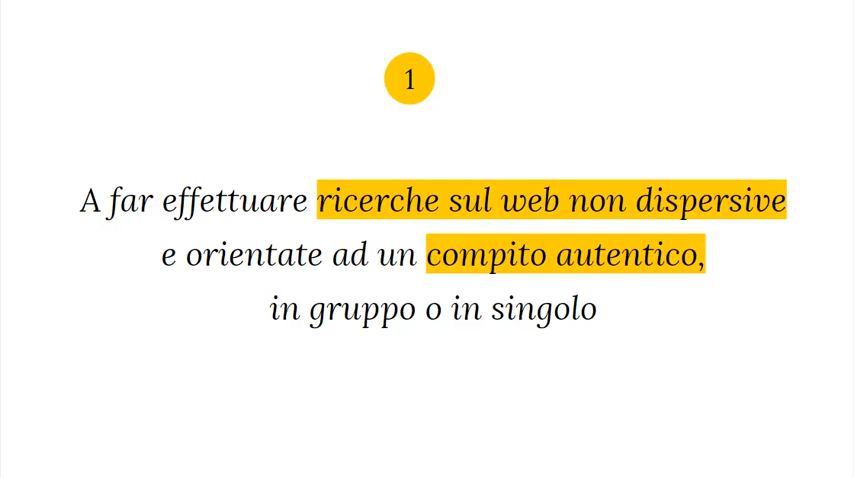 1
A far effettuare ricerche sul web non dispersive
e orientate ad un compito autentico,
in gruppo o in singolo